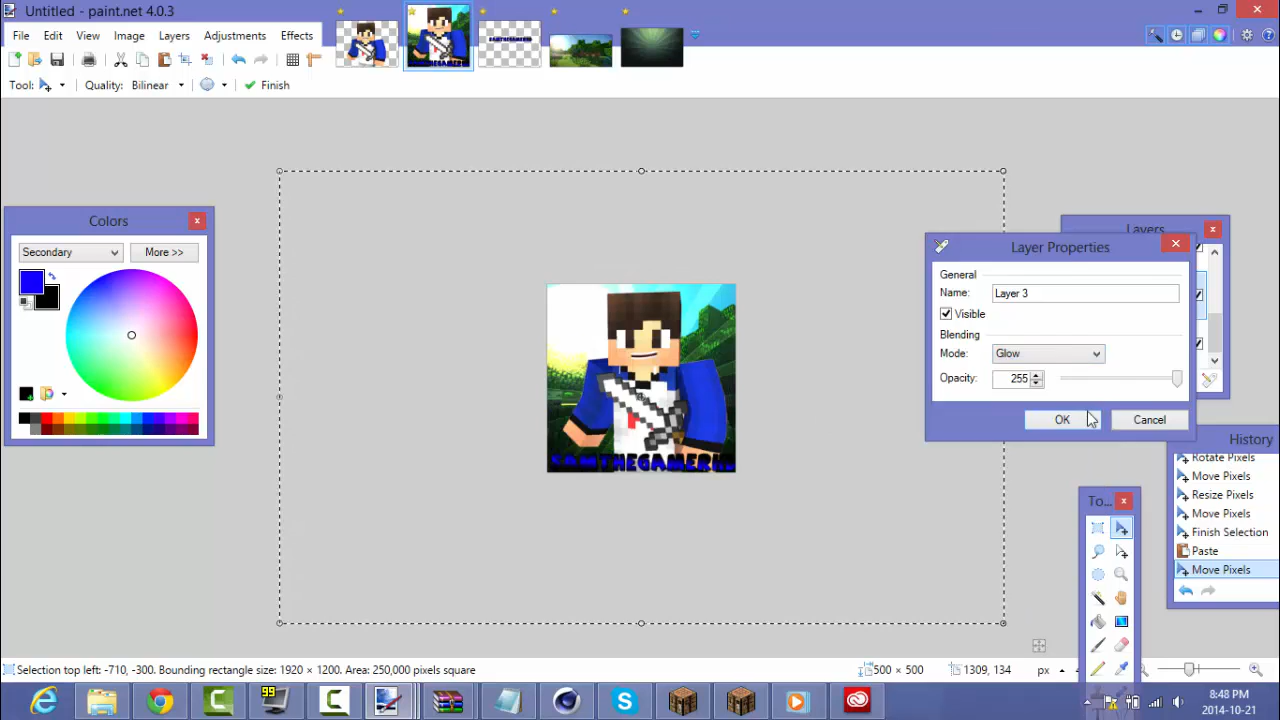 Untitled - paint.net 4.0.3
File Edit View Image Layers Adjustments Effects
Tool: Quality: Bilinear Finish
Colors
Secondary More >>
Layers
Layer Properties
General
Name: Layer 3
Visible
Blending
Mode: Glow
Opacity: 255
OK Cancel
SAMTHEGAMERHD
History
Rotate Pixels
Move Pixels
Resize Pixels
Move Pixels
Finish Selection
Paste
Move Pixels
To...
Selection top left: -710, -300. Bounding rectangle size: 1920 × 1200. Area: 250,000 pixels square 500 × 500 1309, 134 px
99
8:48 PM
2014-10-21